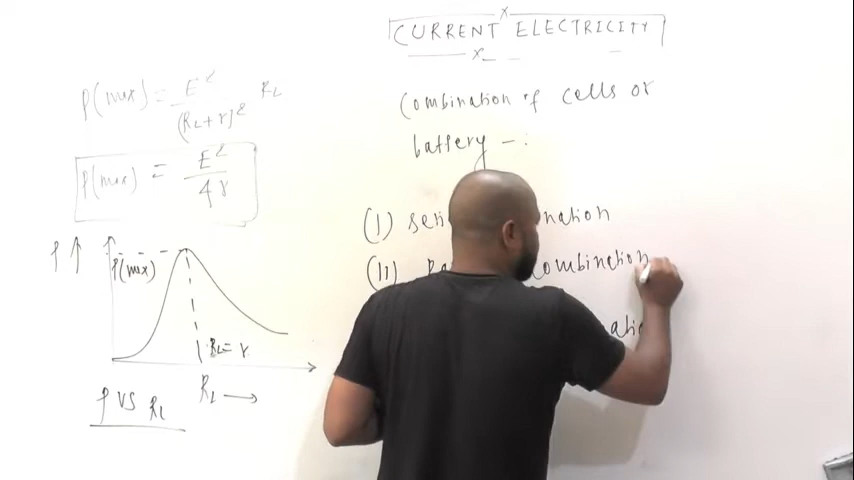 CURRENT ELECTRICITY
P(max) = E² / (RL+r)² RL
P(max) = E² / 4r
P ↑
P(max)
RL = r
RL →
P VS RL
Combination of cells or
battery - :
(I) seri nation
(II) Combination